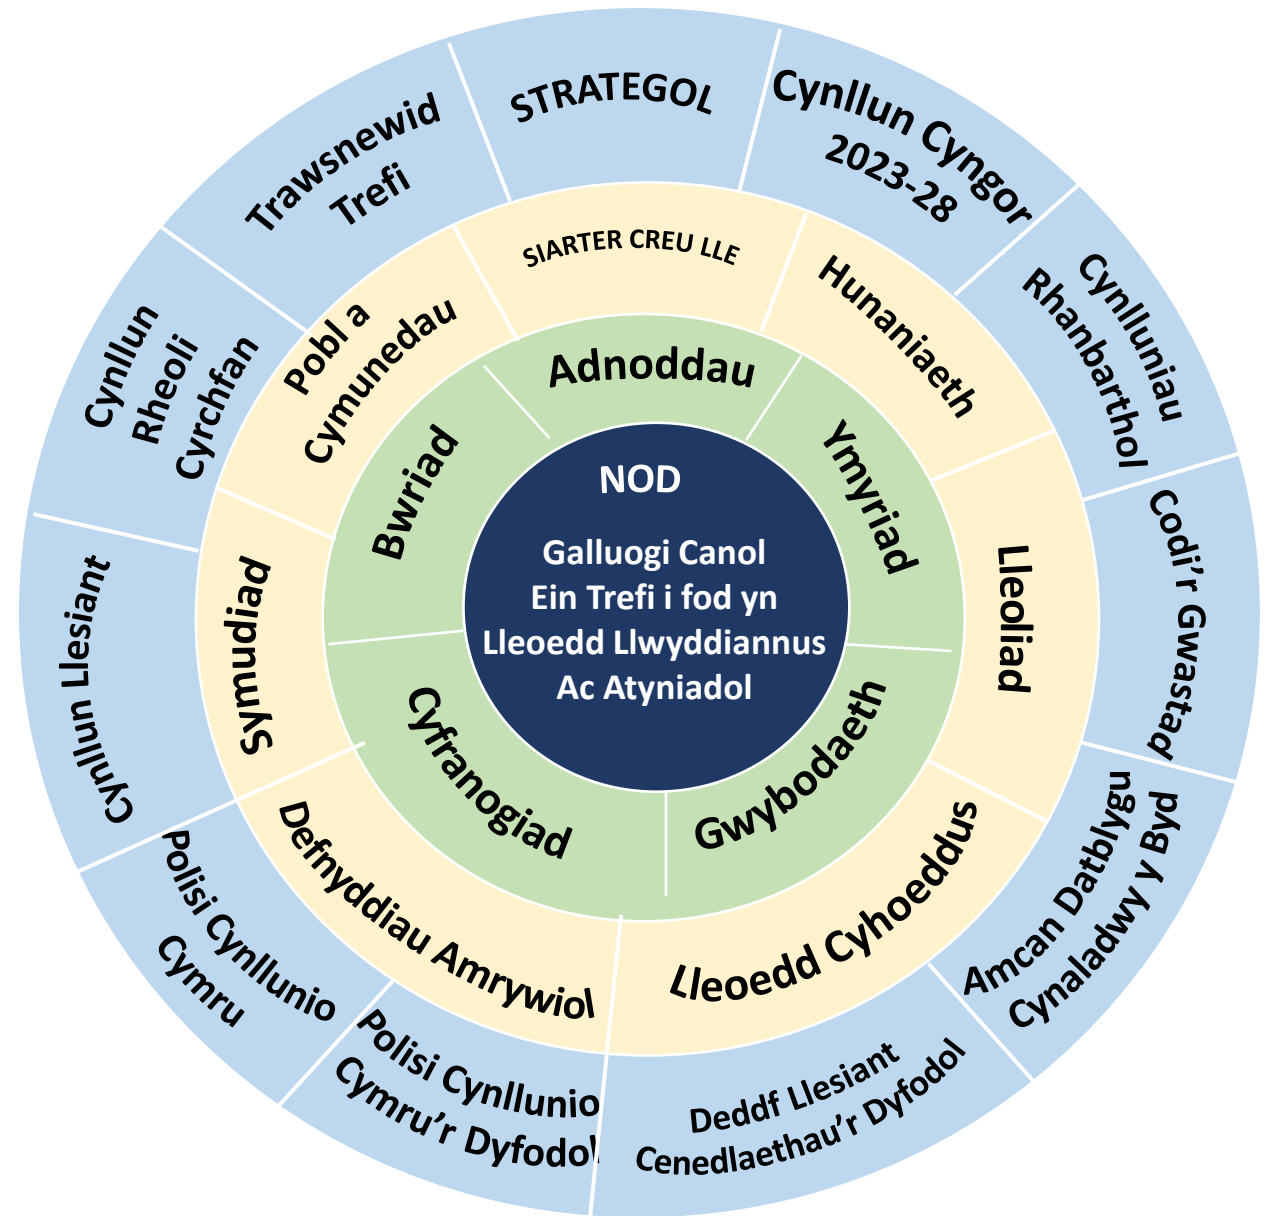 STRATEGOL
Cynllun Cyngor
2023-28
Cynlluniau
Rhanbarthol
Codi’r Gwastad
Amcan Datblygu
Cynaladwy y Byd
Deddf Llesiant
Cenedlaethau’r Dyfodol
Polisi Cynllunio
Cymru’r Dyfodol
Polisi Cynllunio
Cymru
Cynllun Llesiant
Cynllun
Rheoli
Cyrchfan
Trawsnewid
Trefi
SIARTER CREU LLE
Hunaniaeth
Lleoliad
Lleoedd Cyhoeddus
Defnyddiau Amrywiol
Symudiad
Pobl a
Cymunedau
Adnoddau
Ymyriad
Gwybodaeth
Cyfranogiad
Bwriad
NOD
Galluogi Canol
Ein Trefi i fod yn
Lleoedd Llwyddiannus
Ac Atyniadol